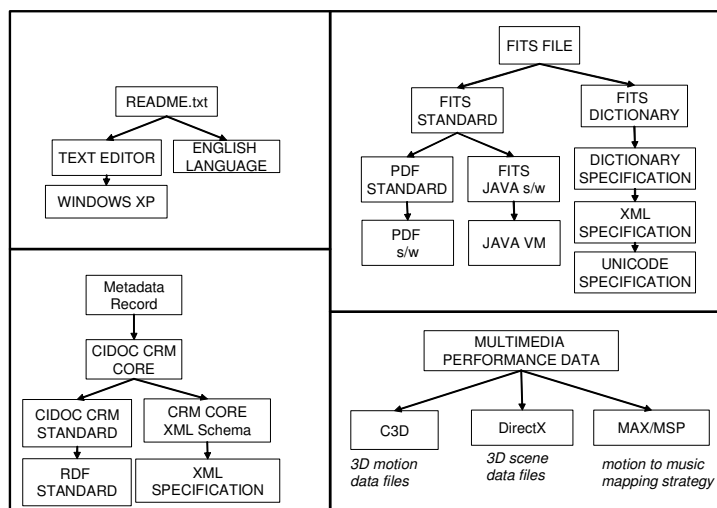 README.txt
TEXT EDITOR
ENGLISH
LANGUAGE
WINDOWS XP
FITS FILE
FITS
STANDARD
FITS
DICTIONARY
PDF
STANDARD
FITS
JAVA s/w
DICTIONARY
SPECIFICATION
PDF
s/w
JAVA VM
XML
SPECIFICATION
UNICODE
SPECIFICATION
Metadata
Record
CIDOC CRM
CORE
CIDOC CRM
STANDARD
CRM CORE
XML Schema
RDF
STANDARD
XML
SPECIFICATION
MULTIMEDIA
PERFORMANCE DATA
C3D
DirectX
MAX/MSP
3D motion
data files
3D scene
data files
motion to music
mapping strategy